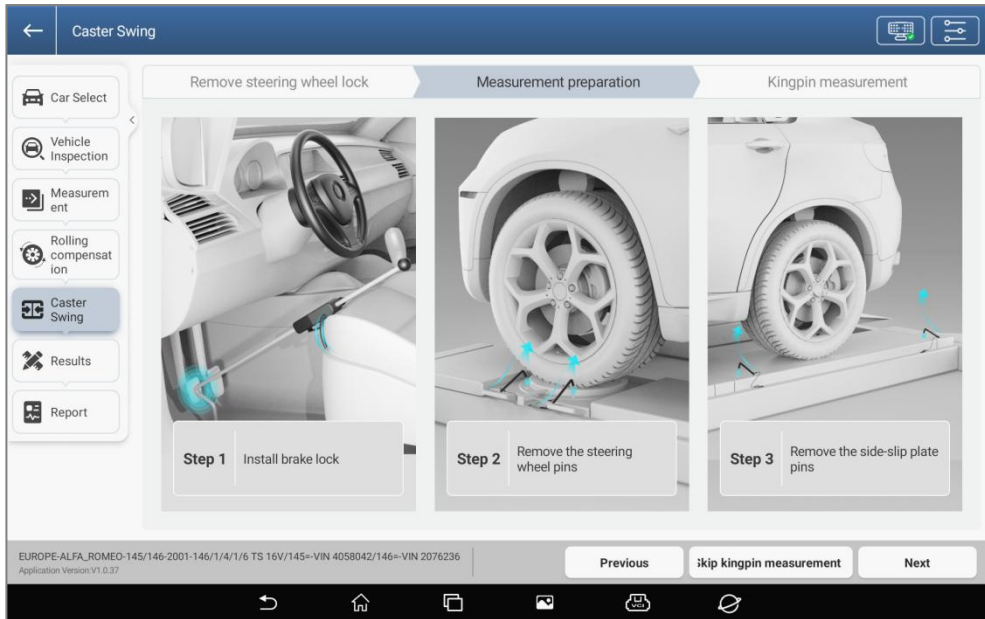 Caster Swing
Remove steering wheel lock
Measurement preparation
Kingpin measurement
Car Select
Vehicle
Inspection
Measurem
ent
Rolling
compensat
ion
Caster
Swing
Results
Report
Step 1
Install brake lock
Step 2
Remove the steering
wheel pins
Step 3
Remove the side-slip plate
pins
EUROPE-ALFA_ROMEO-145/146-2001-146/1/4/1/6 TS 16V/145=-VIN 4058042/146=-VIN 2076236
Application Version:V1.0.37
Previous
Skip kingpin measurement
Next
VCI